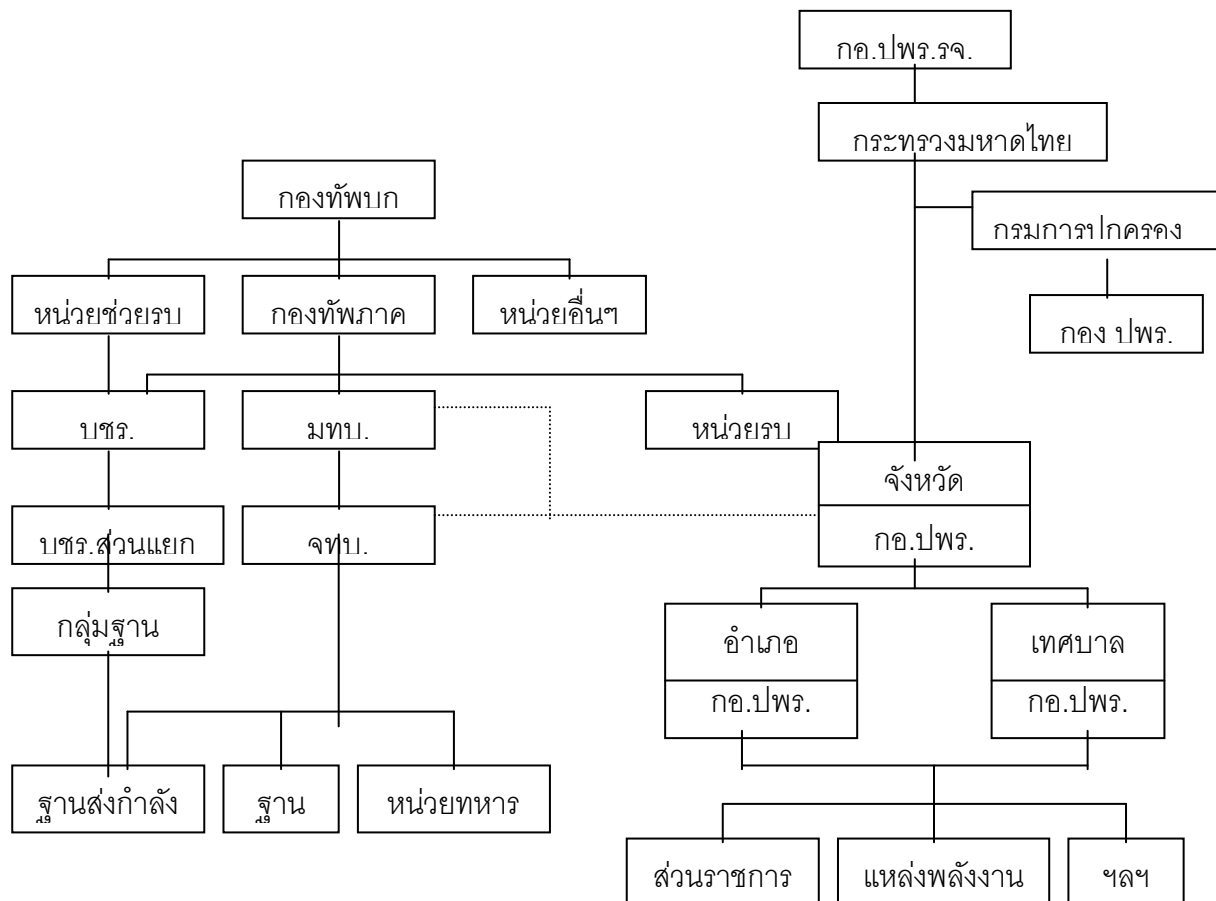 กอ.ปพร.รจ.
กระทรวงมหาดไทย
กองทัพบก
กรมการปกครอง
หน่วยช่วยรบ
กองทัพภาค
หน่วยอื่นๆ
กอง ปพร.
บชร.
มทบ.
หน่วยรบ
จังหวัด
กอ.ปพร.
บชร.ส่วนแยก
จทบ.
กลุ่มฐาน
อำเภอ
เทศบาล
กอ.ปพร.
กอ.ปพร.
ฐานส่งกำลัง
ฐาน
หน่วยทหาร
ส่วนราชการ
แหล่งพลังงาน
ฯลฯ